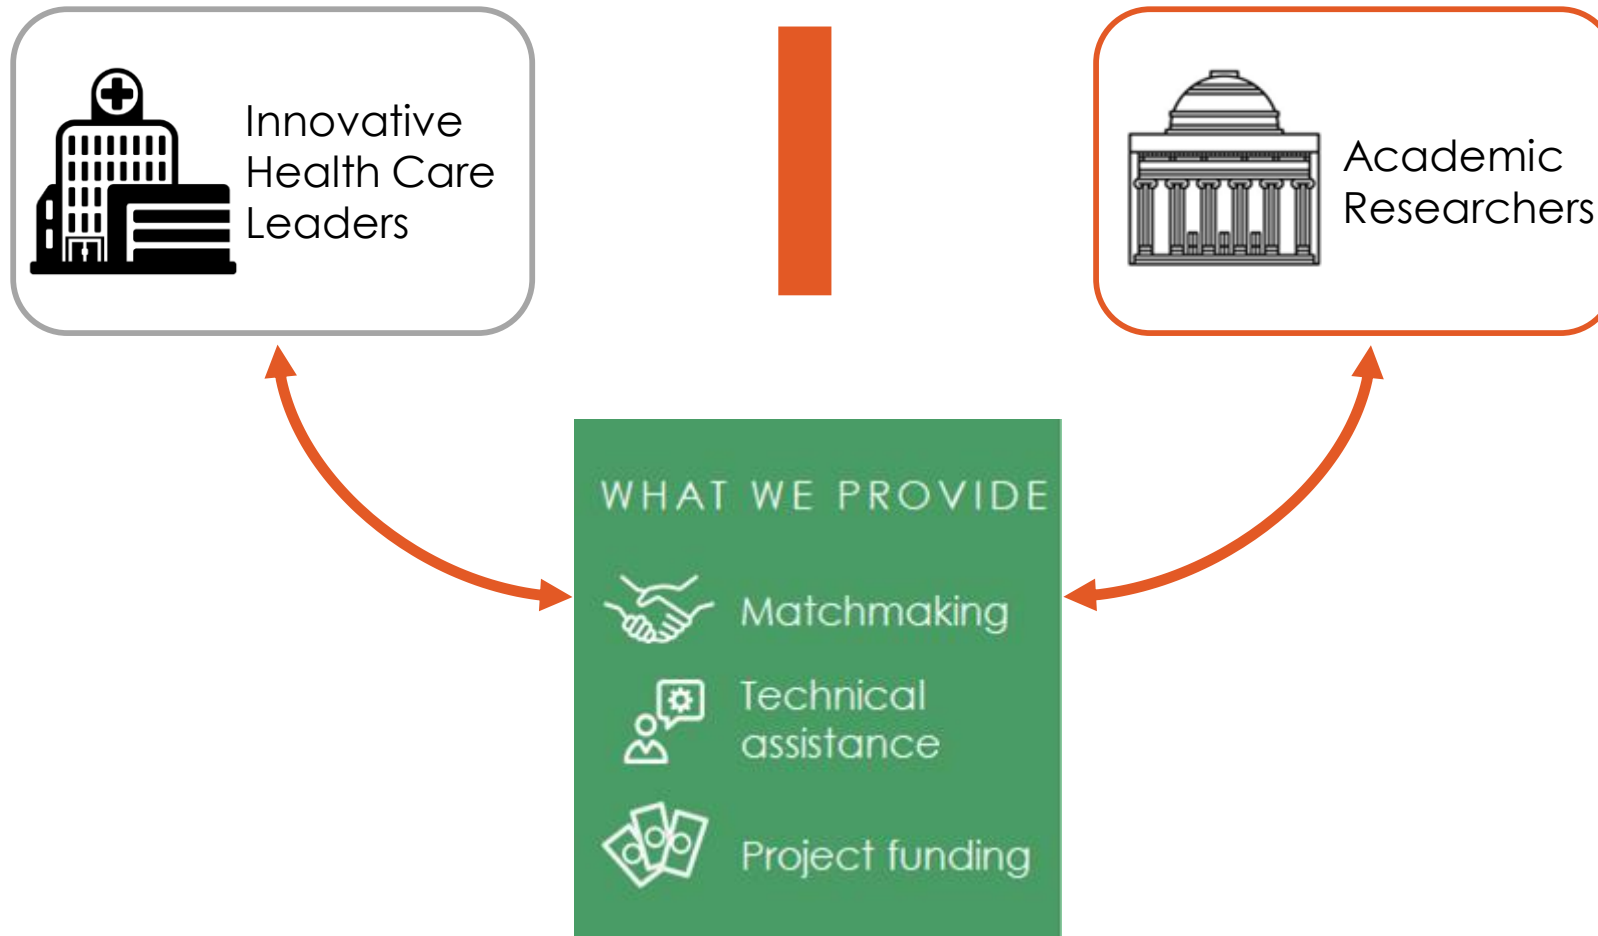 Innovative
Health Care
Leaders
Academic
Researchers
WHAT WE PROVIDE
Matchmaking
Technical
assistance
Project funding